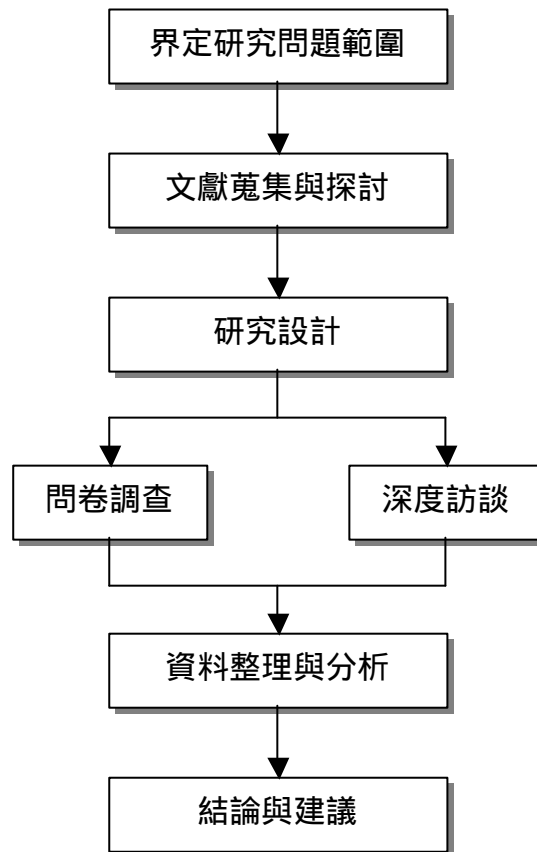 界定研究問題範圍
文獻蒐集與探討
研究設計
問卷調查
深度訪談
資料整理與分析
結論與建議